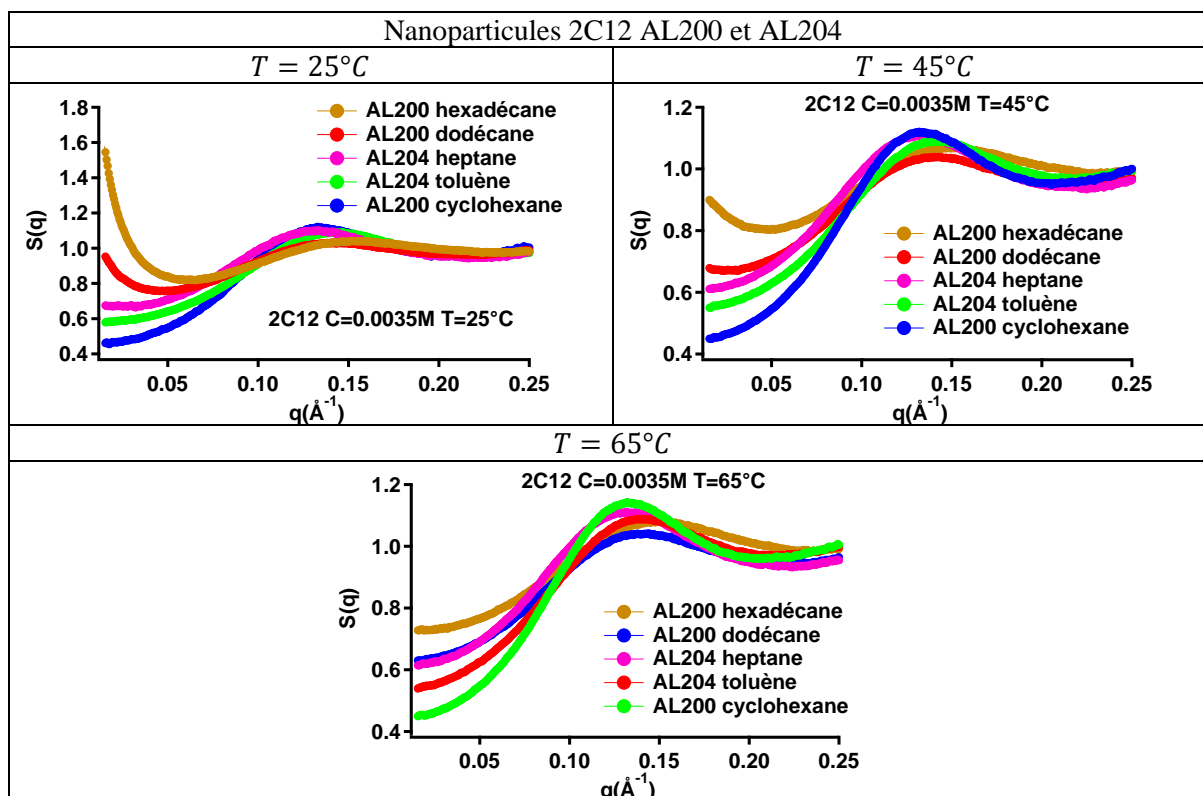 Nanoparticules 2C12 AL200 et AL204
T = 25°C
T = 45°C
1.8
1.6
1.4
1.2
1.0
0.8
0.6
0.4
S(q)
AL200 hexadécane
AL200 dodécane
AL204 heptane
AL204 toluène
AL200 cyclohexane
2C12 C=0.0035M T=25°C
0.05 0.10 0.15 0.20 0.25
q(Å⁻¹)
2C12 C=0.0035M T=45°C
1.2
1.0
0.8
0.6
0.4
S(q)
AL200 hexadécane
AL200 dodécane
AL204 heptane
AL204 toluène
AL200 cyclohexane
0.05 0.10 0.15 0.20 0.25
q(Å⁻¹)
T = 65°C
2C12 C=0.0035M T=65°C
1.2
1.0
0.8
0.6
0.4
S(q)
AL200 hexadécane
AL200 dodécane
AL204 heptane
AL204 toluène
AL200 cyclohexane
0.05 0.10 0.15 0.20 0.25
q(Å⁻¹)